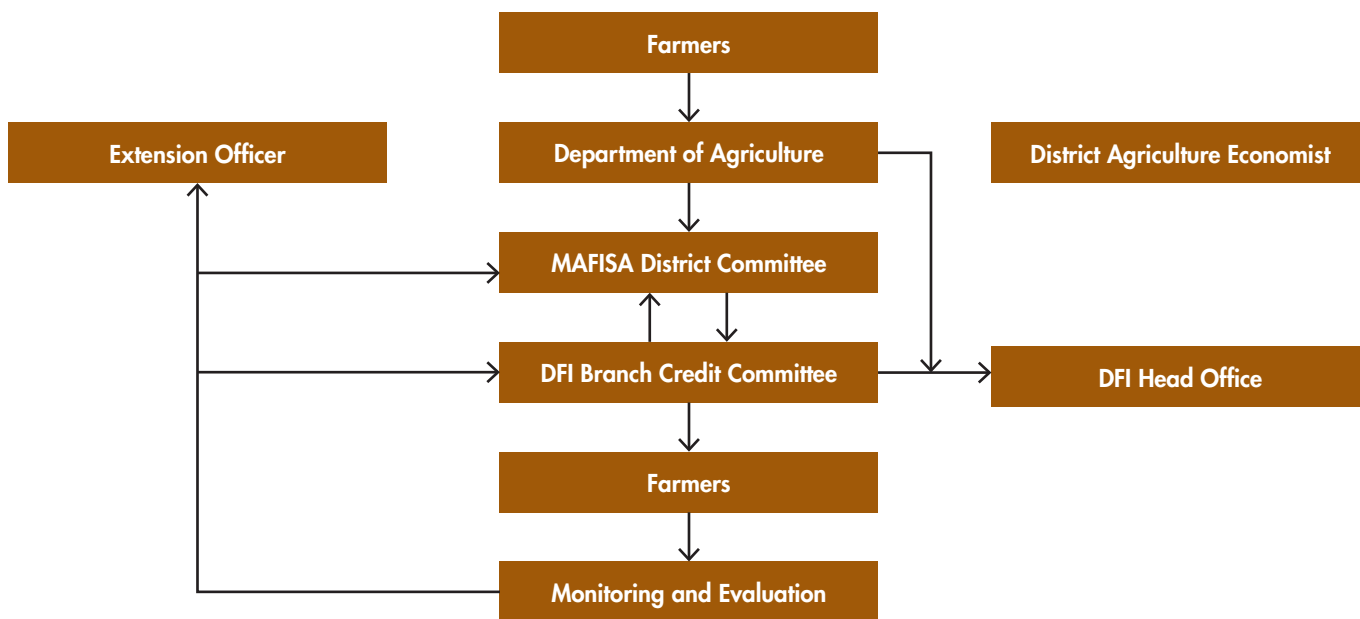 Farmers
Extension Officer
Department of Agriculture
District Agriculture Economist
MAFISA District Committee
DFI Branch Credit Committee
DFI Head Office
Farmers
Monitoring and Evaluation